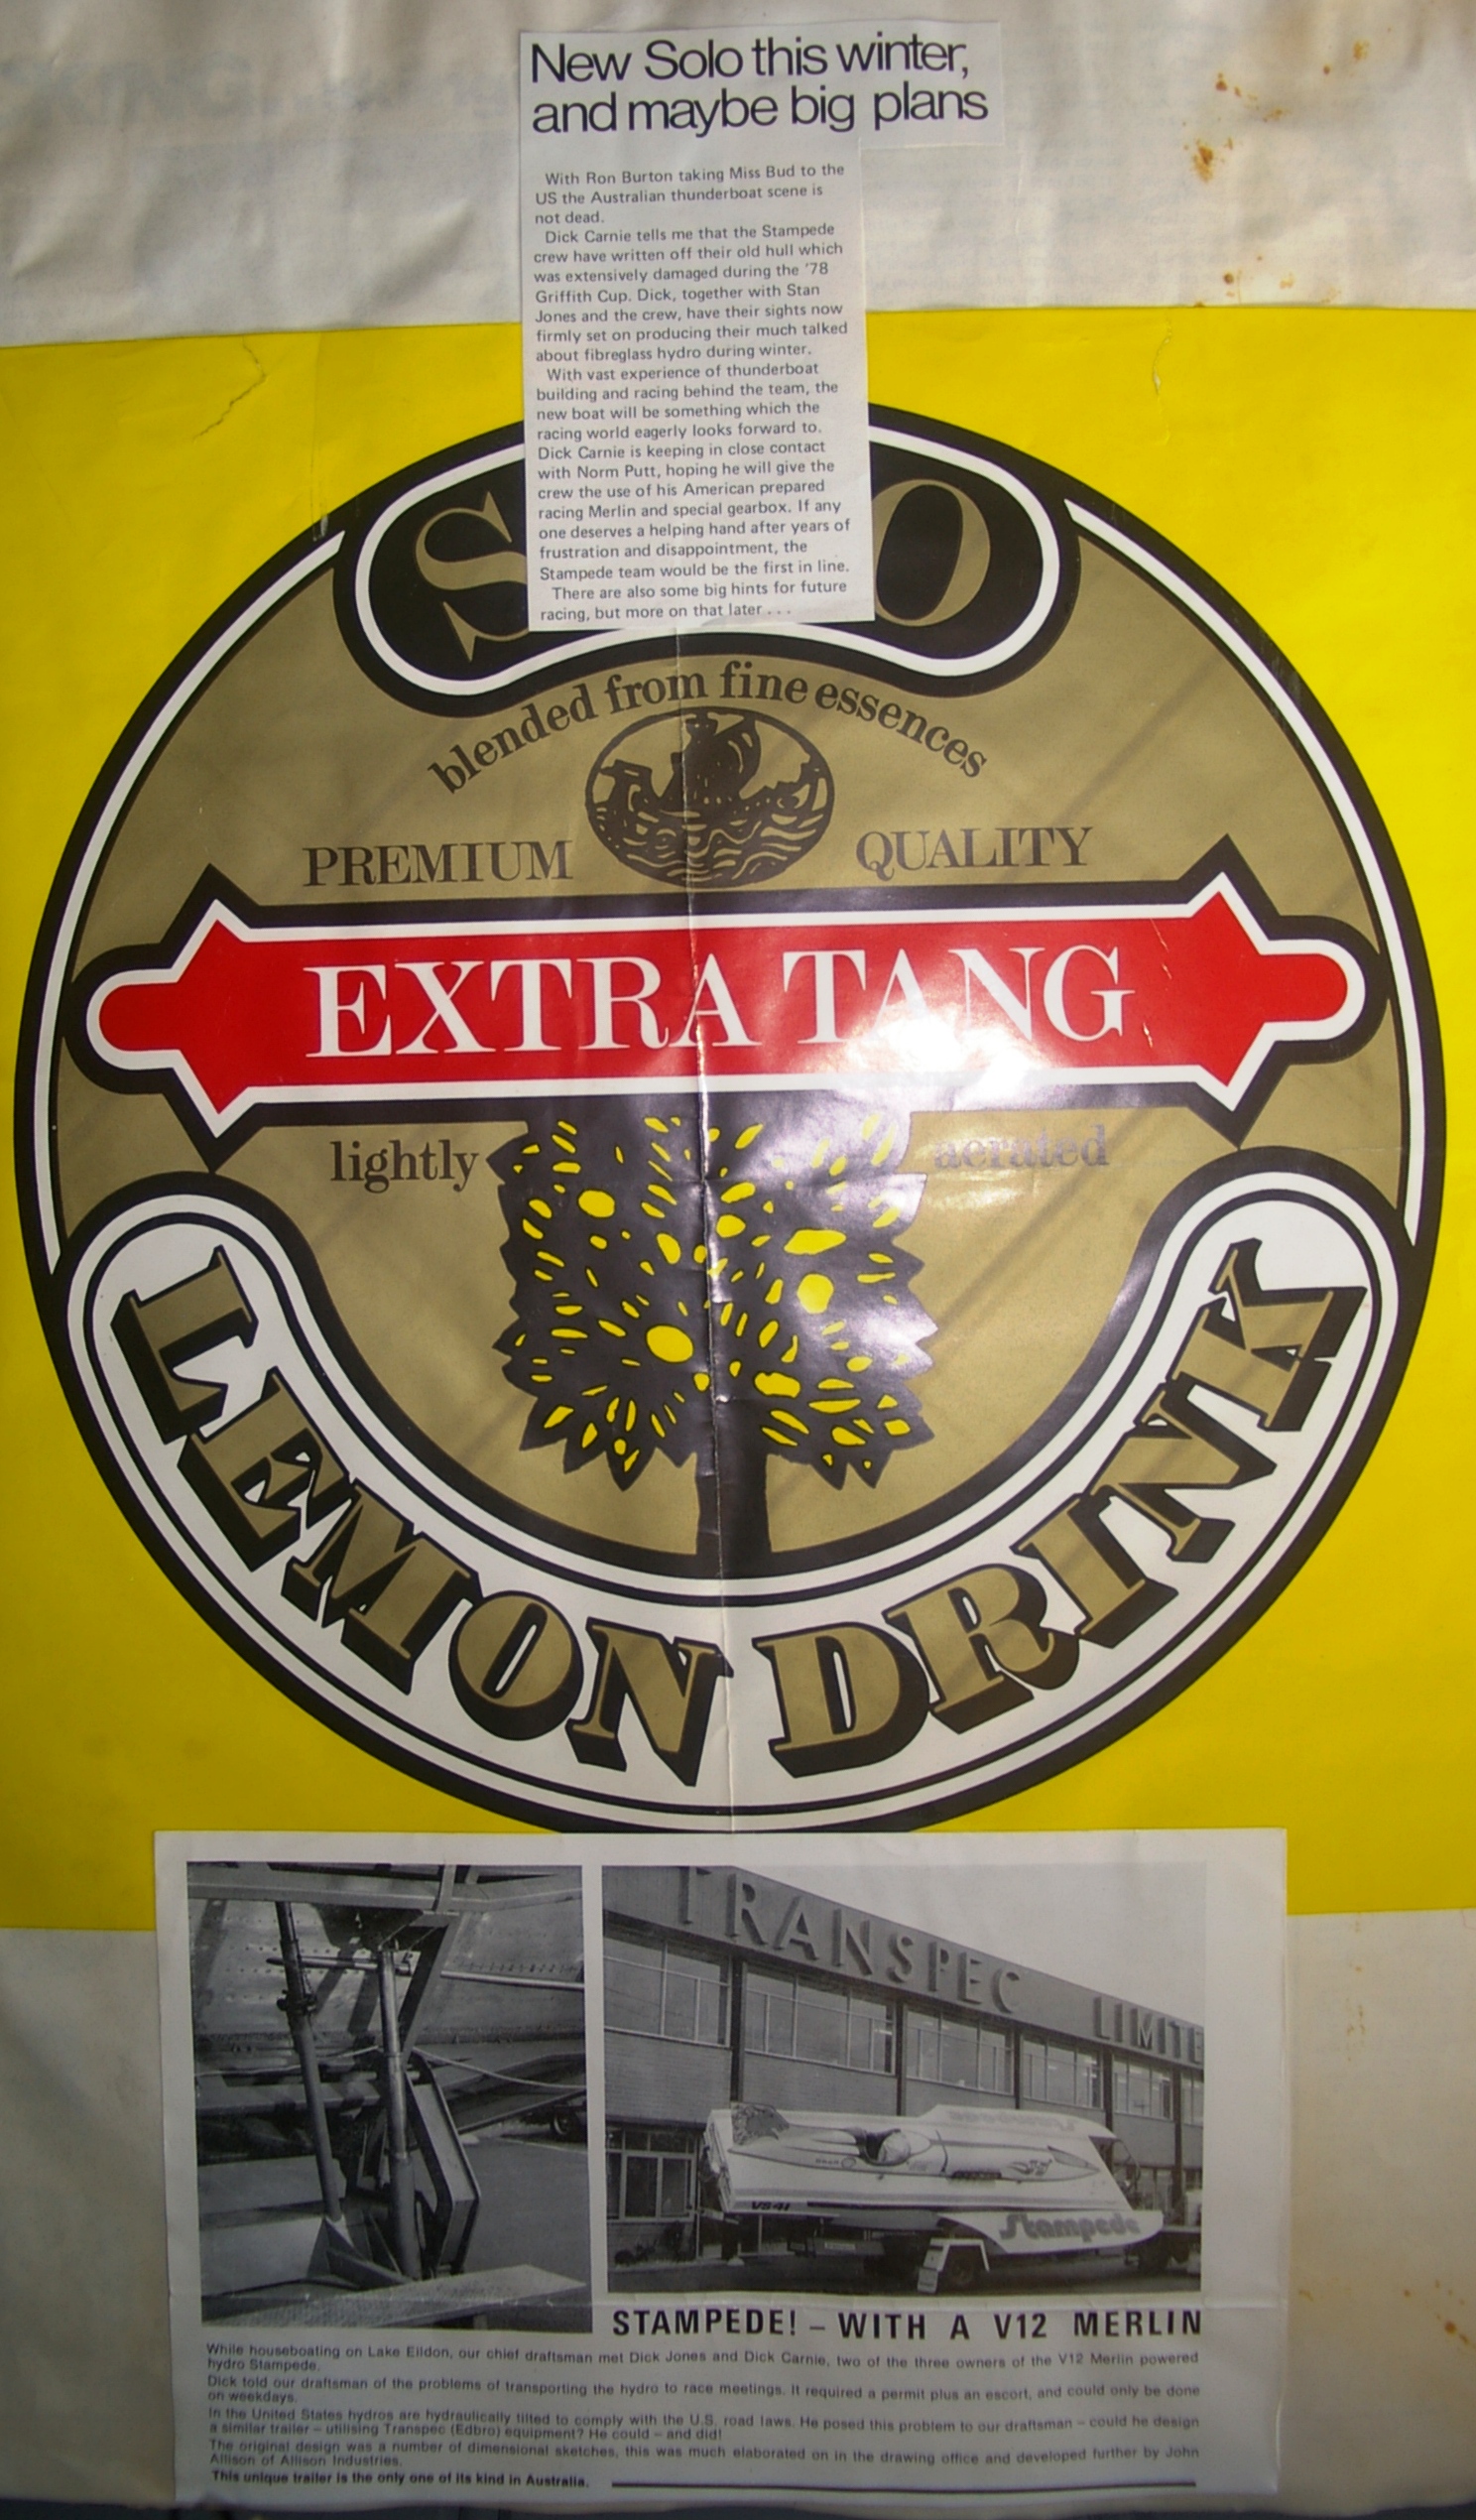 New Solo this winter,
and maybe big plans
With Ron Burton taking Miss Bud to the
US the Australian thunderboat scene is
not dead.
Dick Carnie tells me that the Stampede
crew have written off their old hull which
was extensively damaged during the '78
Griffith Cup. Dick, together with Stan
Jones and the crew, have their sights now
firmly set on producing their much talked
about fibreglass hydro during winter.
With vast experience of thunderboat
building and racing behind the team, the
new boat will be something which the
racing world eagerly looks forward to.
Dick Carnie is keeping in close contact
with Norm Putt, hoping he will give the
crew the use of his American prepared
racing Merlin and special gearbox. If any
one deserves a helping hand after years of
frustration and disappointment, the
Stampede team would be the first in line.
There are also some big hints for future
racing, but more on that later . . .
S O
blended from fine essences
PREMIUM QUALITY
EXTRA TANG
lightly aerated
LEMON DRINK
TRANSPEC LIMITE
VS41
Stampede
STAMPEDE! – WITH A V12 MERLIN
While houseboating on Lake Eildon, our chief draftsman met Dick Jones and Dick Carnie, two of the three owners of the V12 Merlin powered
hydro Stampede.
Dick told our draftsman of the problems of transporting the hydro to race meetings. It required a permit plus an escort, and could only be done
on weekdays.
In the United States hydros are hydraulically tilted to comply with the U.S. road laws. He posed this problem to our draftsman – could he design
a similar trailer – utilising Transpec (Edbro) equipment? He could – and did!
The original design was a number of dimensional sketches, this was much elaborated on in the drawing office and developed further by John
Allison of Allison Industries.
This unique trailer is the only one of its kind in Australia.